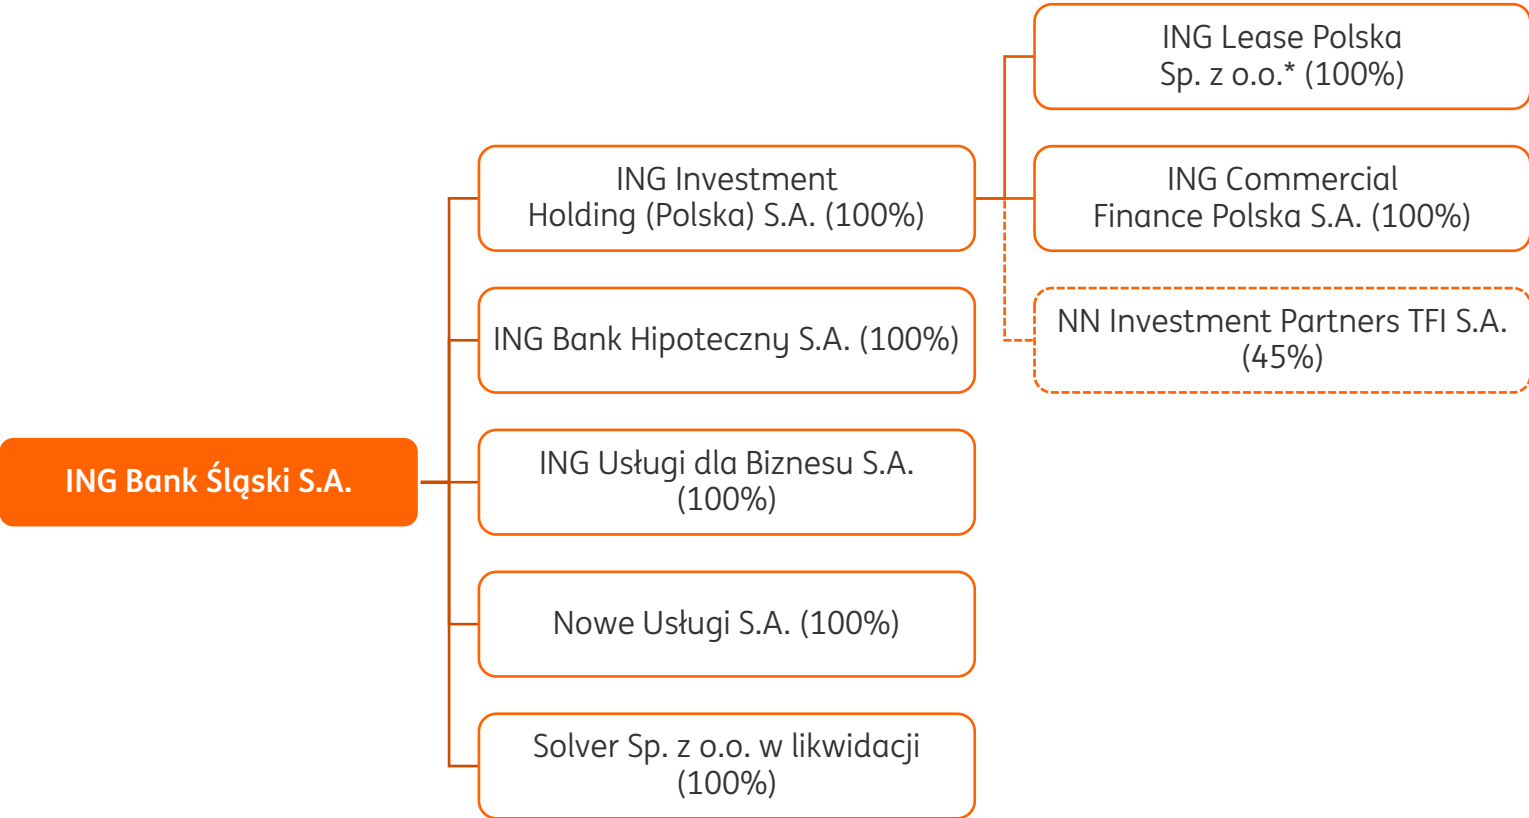 ING Bank Śląski S.A.
ING Investment
Holding (Polska) S.A. (100%)
ING Bank Hipoteczny S.A. (100%)
ING Usługi dla Biznesu S.A.
(100%)
Nowe Usługi S.A. (100%)
Solver Sp. z o.o. w likwidacji
(100%)
ING Lease Polska
Sp. z o.o.* (100%)
ING Commercial
Finance Polska S.A. (100%)
NN Investment Partners TFI S.A.
(45%)